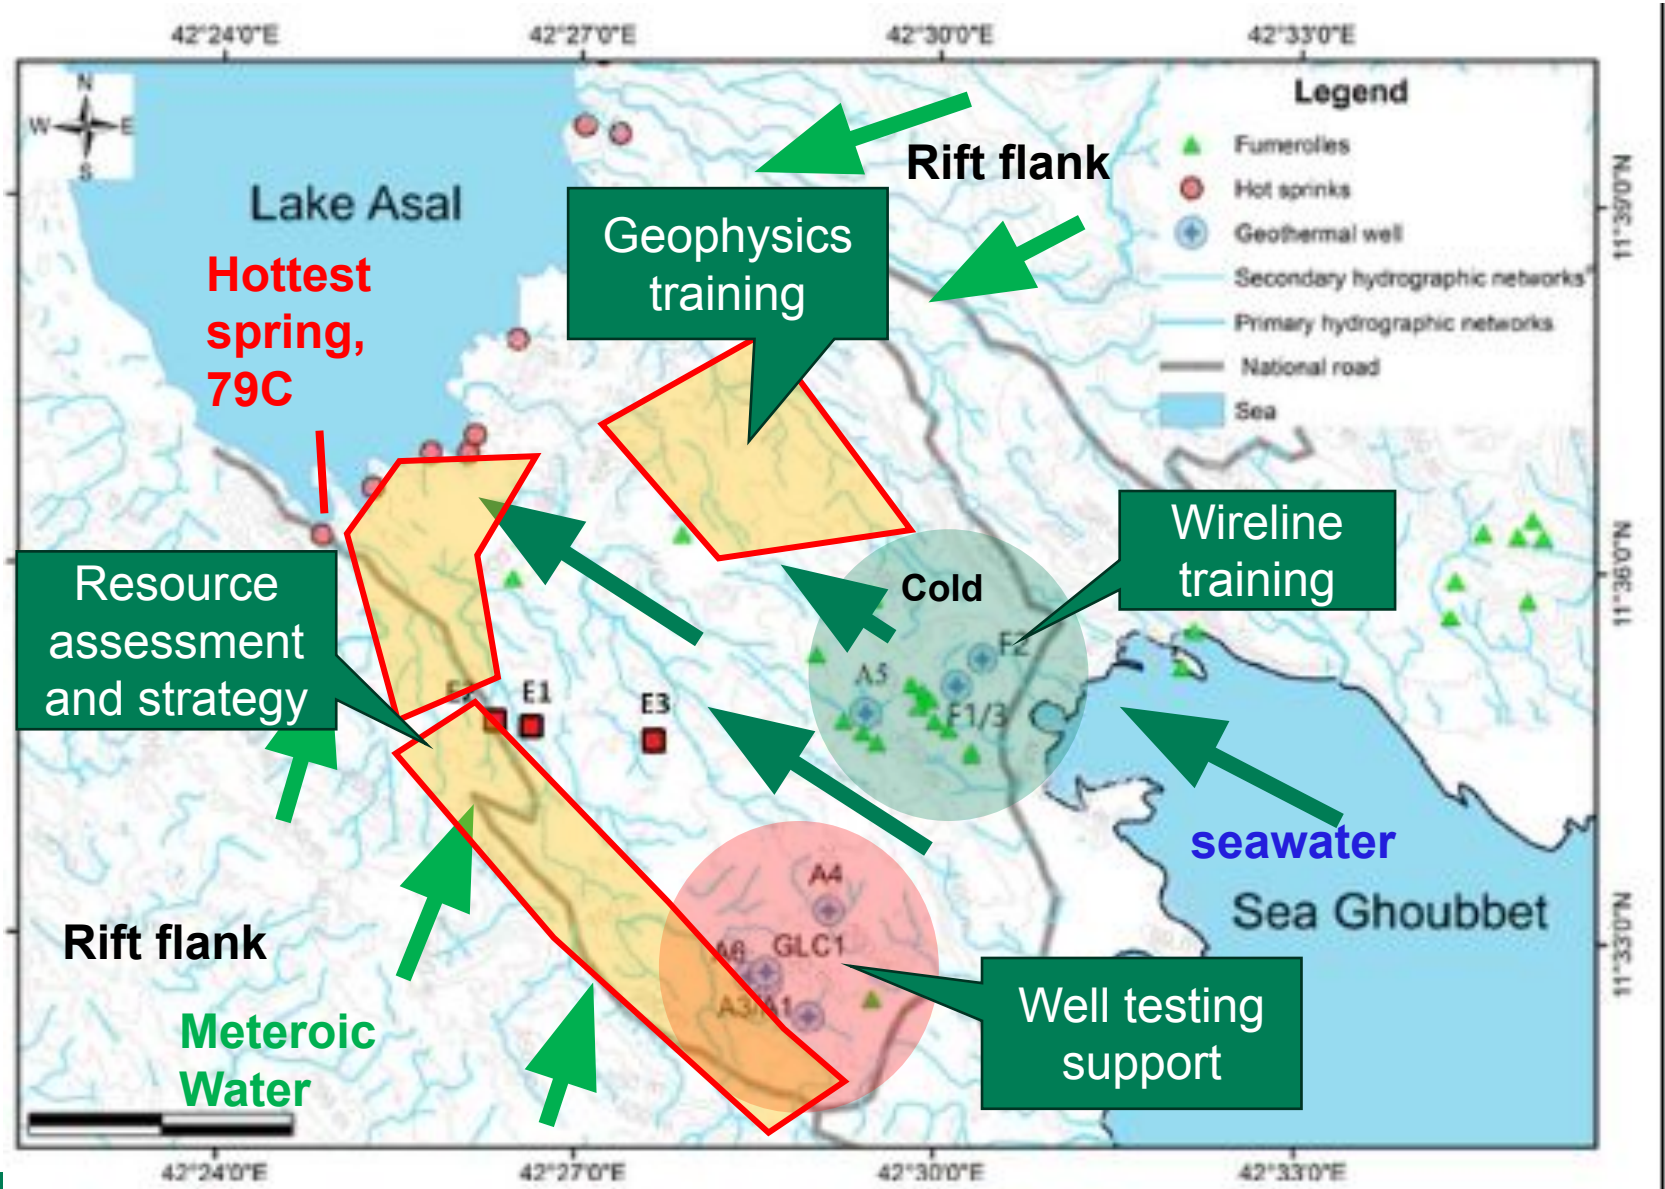 42°24'0"E
42°27'0"E
42°30'0"E
42°33'0"E
N
W
E
S
Lake Asal
Hottest
spring,
79C
Geophysics
training
Rift flank
Legend
Fumerolles
Hot sprinks
Geothermal well
Secondary hydrographic networks
Primary hydrographic networks
National road
Sea
11°39'0"N
11°36'0"N
11°33'0"N
Wireline
training
Cold
F2
A5
F1/3
Resource
assessment
and strategy
E2
E1
E3
seawater
Sea Ghoubbet
A4
A6
GLC1
A3/A1
Well testing
support
Rift flank
Meteroic
Water
42°24'0"E
42°27'0"E
42°30'0"E
42°33'0"E